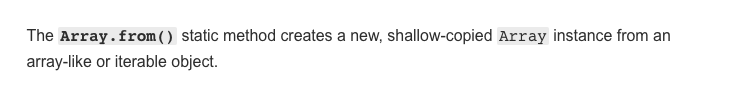 The Array.from() static method creates a new, shallow-copied Array instance from an
array-like or iterable object.